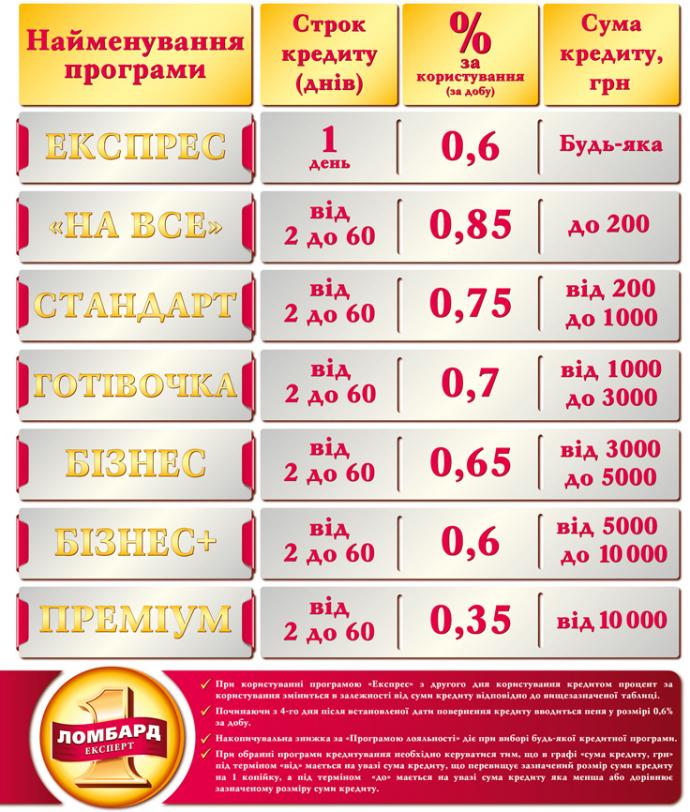 Найменування
програми
Строк
кредиту
(днів)
%
за
користування
(за добу)
Сума
кредиту,
грн
ЕКСПРЕС
1
день
0,6
Будь-яка
«НА ВСЕ»
від
2 до 60
0,85
до 200
СТАНДАРТ
від
2 до 60
0,75
від 200
до 1000
ГОТІВОЧКА
від
2 до 60
0,7
від 1000
до 3000
БІЗНЕС
від
2 до 60
0,65
від 3000
до 5000
БІЗНЕС+
від
2 до 60
0,6
від 5000
до 10 000
ПРЕМІУМ
від
2 до 60
0,35
від 10 000
1
ЛОМБАРД
ЕКСПЕРТ
При користуванні програмою «Експрес» з другого дня користування кредитом процент за
користування зміниться в залежності від суми кредиту відповідно до вищезазначеної таблиці.
Починаючи з 4-го дня після встановленої дати повернення кредиту вводиться пеня у розмірі 0,6%
за добу.
Накопичувальна знижка за «Програмою лояльності» діє при виборі будь-якої кредитної програми.
При обранні програми кредитування необхідно керуватися тим, що в графі «сума кредиту, грн»
під терміном «від» мається на увазі сума кредиту, що перевищує зазначений розмір суми кредиту
на 1 копійку, а під терміном «до» мається на увазі сума кредиту яка менша або дорівнює
зазначеному розміру суми кредиту.